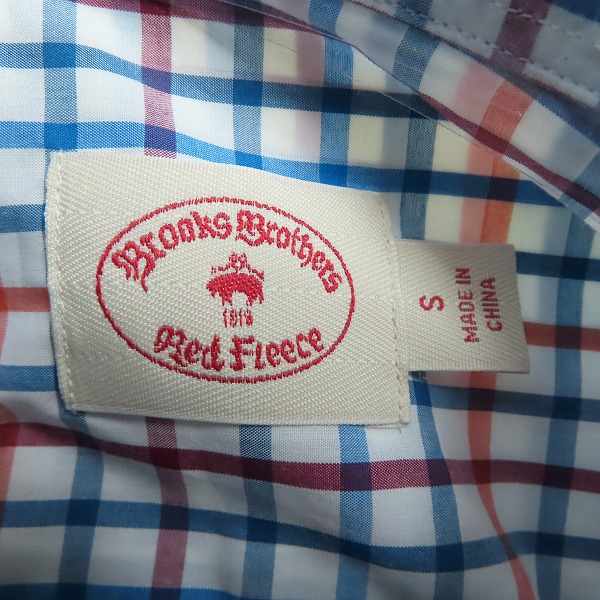 Brooks Brothers
1818
Red Fleece
S
MADE IN
CHINA